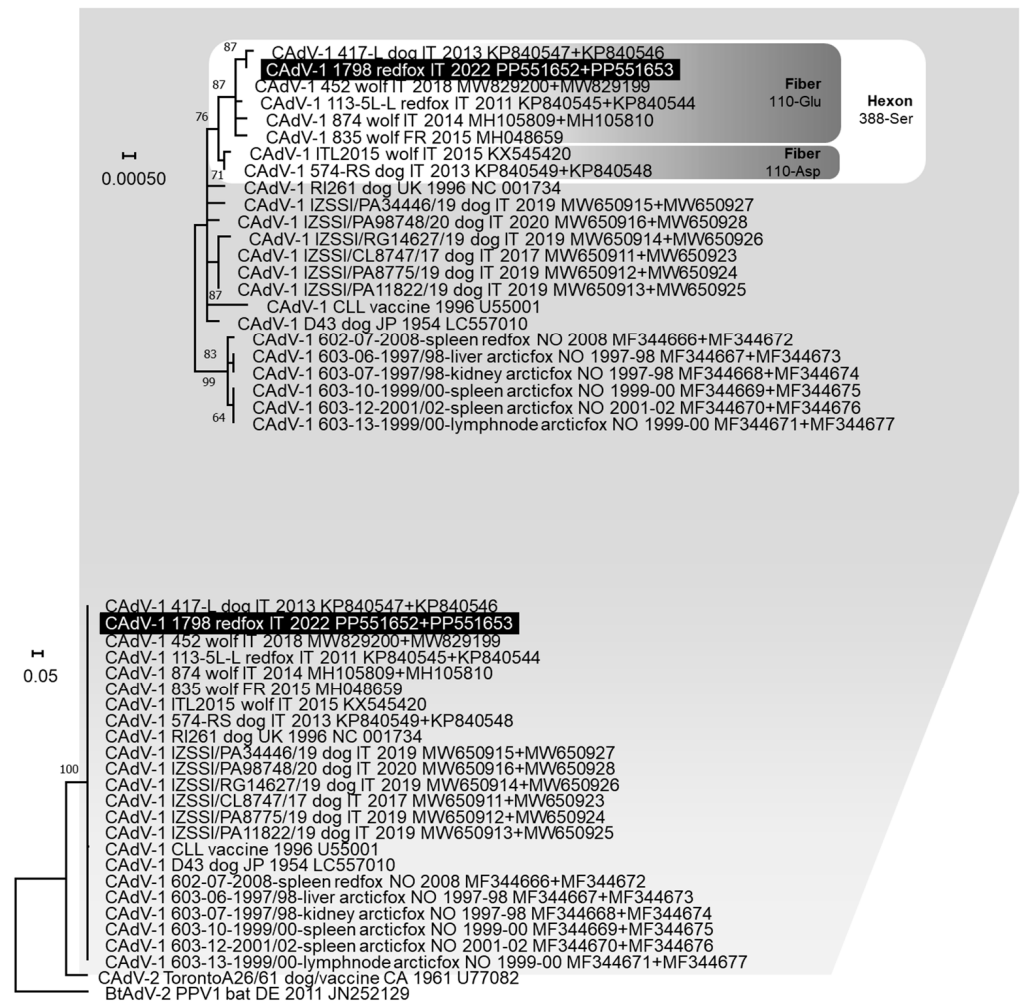 87
CAdV-1 417-L dog IT 2013 KP840547+KP840546
CAdV-1 1798 redfox IT 2022 PP551652+PP551653
CAdV-1 452 wolf IT 2018 MW829200+MW829199
87
Fiber
110-Glu
CAdV-1 113-5L-L redfox IT 2011 KP840545+KP840544
Hexon
388-Ser
76
CAdV-1 874 wolf IT 2014 MH105809+MH105810
CAdV-1 835 wolf FR 2015 MH048659
CAdV-1 ITL2015 wolf IT 2015 KX545420
Fiber
110-Asp
0.00050
CAdV-1 574-RS dog IT 2013 KP840549+KP840548
71
CAdV-1 RI261 dog UK 1996 NC 001734
CAdV-1 IZSSI/PA34446/19 dog IT 2019 MW650915+MW650927
CAdV-1 IZSSI/PA98748/20 dog IT 2020 MW650916+MW650928
CAdV-1 IZSSI/RG14627/19 dog IT 2019 MW650914+MW650926
CAdV-1 IZSSI/CL8747/17 dog IT 2017 MW650911+MW650923
CAdV-1 IZSSI/PA8775/19 dog IT 2019 MW650912+MW650924
CAdV-1 IZSSI/PA11822/19 dog IT 2019 MW650913+MW650925
87
CAdV-1 CLL vaccine 1996 U55001
CAdV-1 D43 dog JP 1954 LC557010
CAdV-1 602-07-2008-spleen redfox NO 2008 MF344666+MF344672
83
CAdV-1 603-06-1997/98-liver arcticfox NO 1997-98 MF344667+MF344673
CAdV-1 603-07-1997/98-kidney arcticfox NO 1997-98 MF344668+MF344674
99
CAdV-1 603-10-1999/00-spleen arcticfox NO 1999-00 MF344669+MF344675
CAdV-1 603-12-2001/02-spleen arcticfox NO 2001-02 MF344670+MF344676
64
CAdV-1 603-13-1999/00-lymphnode arcticfox NO 1999-00 MF344671+MF344677
CAdV-1 417-L dog IT 2013 KP840547+KP840546
CAdV-1 1798 redfox IT 2022 PP551652+PP551653
CAdV-1 452 wolf IT 2018 MW829200+MW829199
CAdV-1 113-5L-L redfox IT 2011 KP840545+KP840544
0.05
CAdV-1 874 wolf IT 2014 MH105809+MH105810
CAdV-1 835 wolf FR 2015 MH048659
CAdV-1 ITL2015 wolf IT 2015 KX545420
CAdV-1 574-RS dog IT 2013 KP840549+KP840548
CAdV-1 RI261 dog UK 1996 NC 001734
CAdV-1 IZSSI/PA34446/19 dog IT 2019 MW650915+MW650927
100
CAdV-1 IZSSI/PA98748/20 dog IT 2020 MW650916+MW650928
CAdV-1 IZSSI/RG14627/19 dog IT 2019 MW650914+MW650926
CAdV-1 IZSSI/CL8747/17 dog IT 2017 MW650911+MW650923
CAdV-1 IZSSI/PA8775/19 dog IT 2019 MW650912+MW650924
CAdV-1 IZSSI/PA11822/19 dog IT 2019 MW650913+MW650925
CAdV-1 CLL vaccine 1996 U55001
CAdV-1 D43 dog JP 1954 LC557010
CAdV-1 602-07-2008-spleen redfox NO 2008 MF344666+MF344672
CAdV-1 603-06-1997/98-liver arcticfox NO 1997-98 MF344667+MF344673
CAdV-1 603-07-1997/98-kidney arcticfox NO 1997-98 MF344668+MF344674
CAdV-1 603-10-1999/00-spleen arcticfox NO 1999-00 MF344669+MF344675
CAdV-1 603-12-2001/02-spleen arcticfox NO 2001-02 MF344670+MF344676
CAdV-1 603-13-1999/00-lymphnode arcticfox NO 1999-00 MF344671+MF344677
CAdV-2 TorontoA26/61 dog/vaccine CA 1961 U77082
BtAdV-2 PPV1 bat DE 2011 JN252129